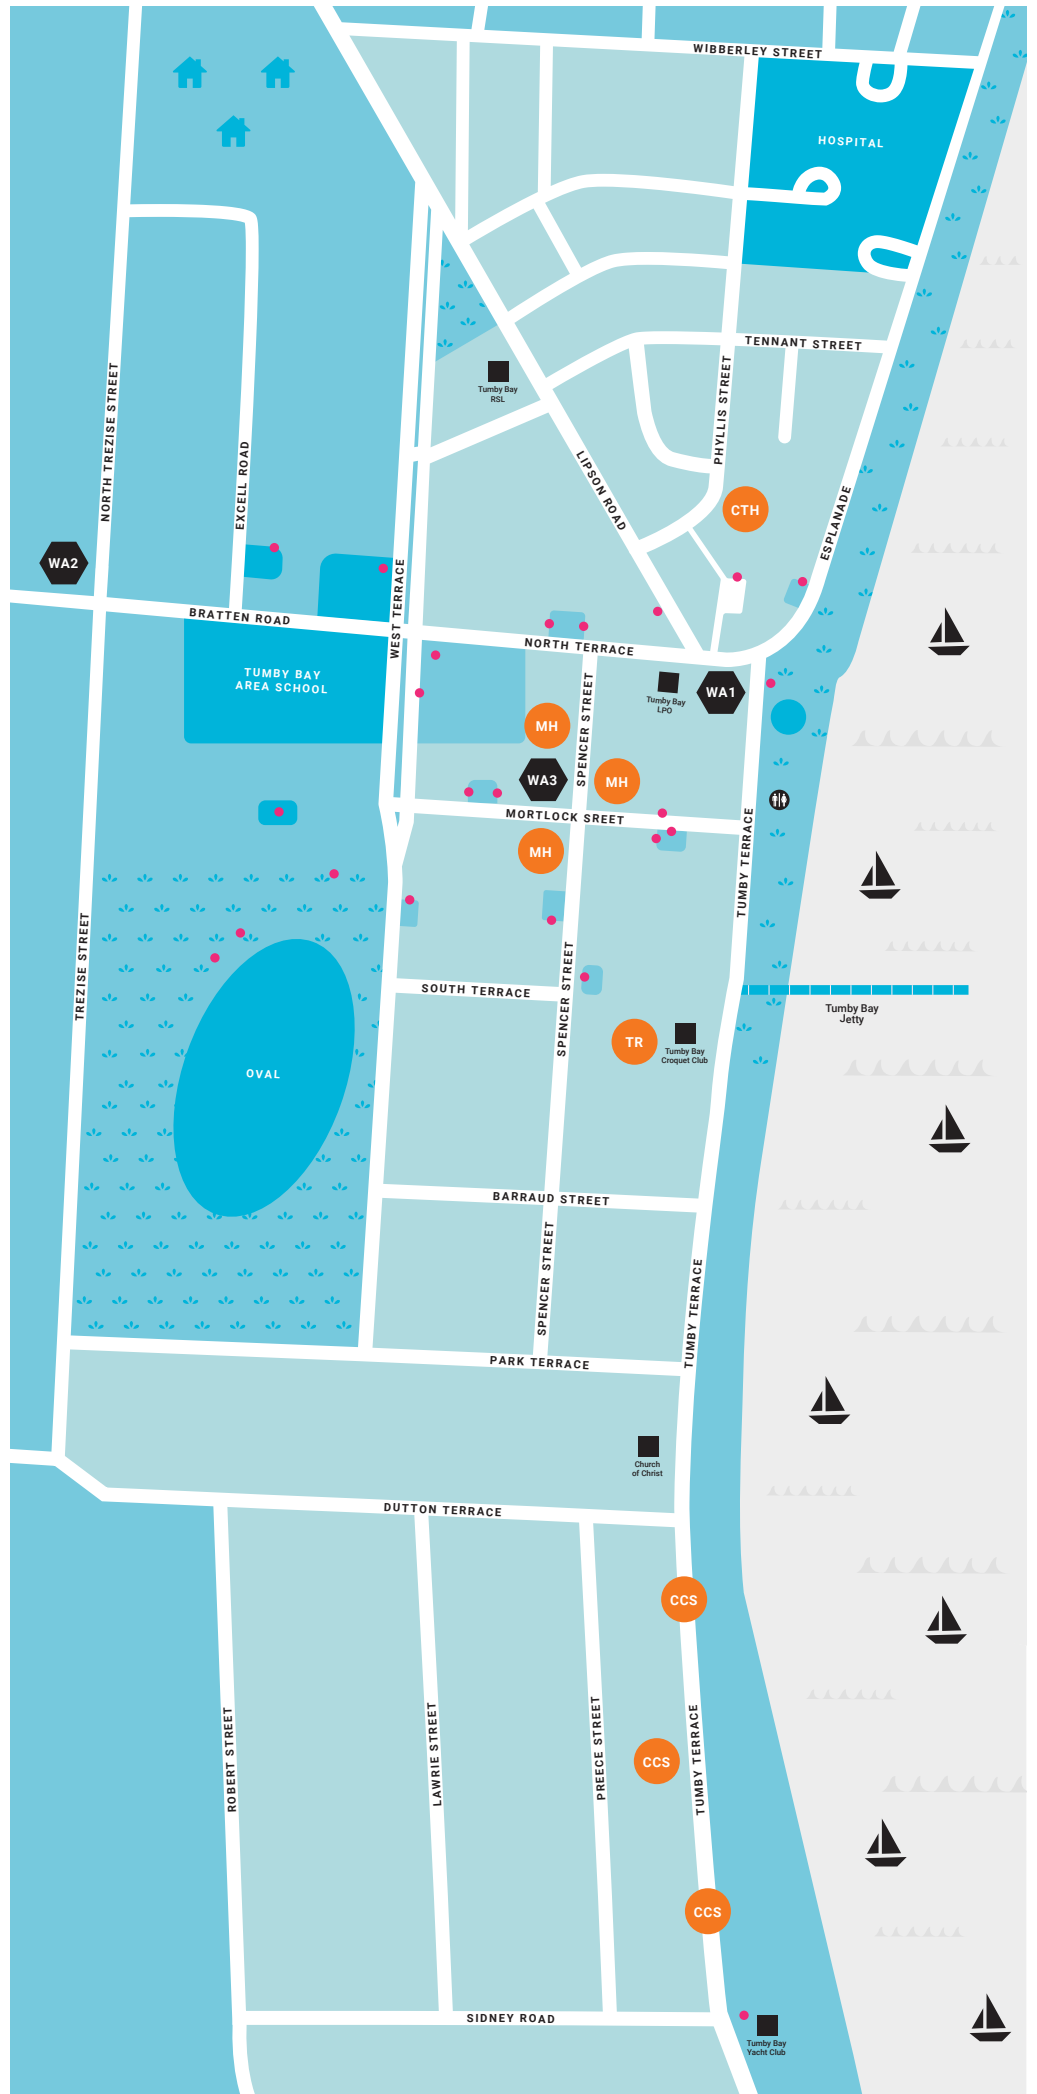 WIBBERLEY STREET
HOSPITAL
TENNANT STREET
NORTH TREZISE STREET
PHYLLIS STREET
Tumby Bay
RSL
EXCELL ROAD
LIPSON ROAD
CTH
ESPLANADE
WA2
WEST TERRACE
BRATTEN ROAD
NORTH TERRACE
TUMBY BAY
AREA SCHOOL
SPENCER STREET
Tumby Bay
LPO
WA1
MH
WA3
MH
MORTLOCK SREET
MH
TUMBY TERRACE
TREZISE STREET
SPENCER STREET
SOUTH TERRACE
Tumby Bay
Jetty
TR
Tumby Bay
Croquet Club
OVAL
BARRAUD STREET
SPENCER STREET
TUMBY TERRACE
PARK TERRACE
Church
of Christ
DUTTON TERRACE
CCS
ROBERT STREET
LAWRIE STREET
PREECE STREET
CCS
TUMBY TERRACE
CCS
SIDNEY ROAD
Tumby Bay
Yacht Club